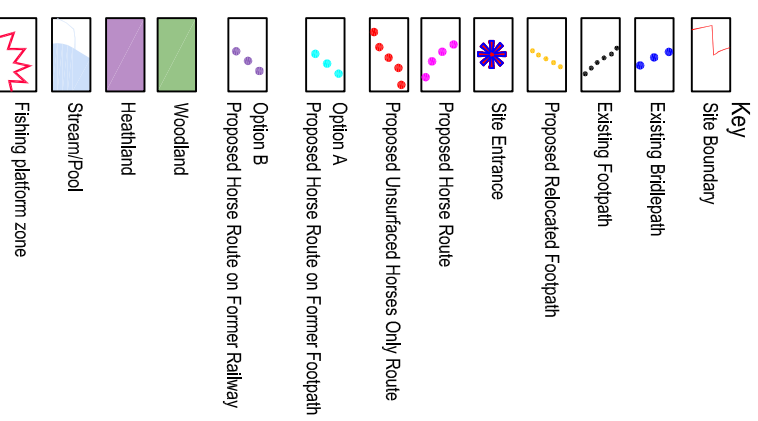 Key
Site Boundary
Existing Bridlepath
Existing Footpath
Proposed Relocated Footpath
Site Entrance
Proposed Horse Route
Proposed Unsurfaced Horses Only Route
Option A
Proposed Horse Route on Former Footpath
Option B
Proposed Horse Route on Former Railway
Woodland
Heathland
Stream/Pool
Fishing platform zone